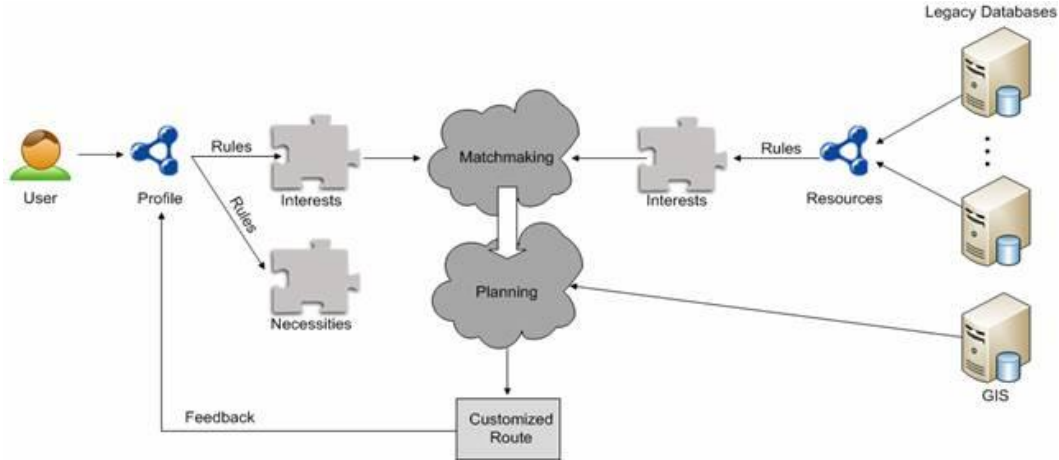 Legacy Databases
User
Profile
Rules
Rules
Interests
Necessities
Matchmaking
Planning
Interests
Rules
Resources
GIS
Feedback
Customized
Route